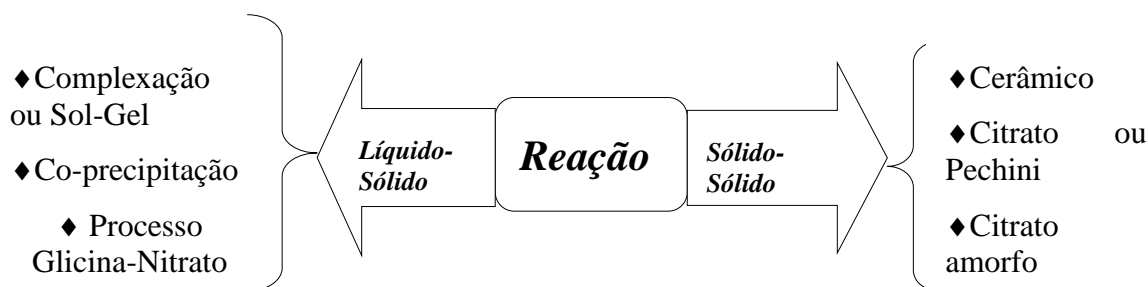 ♦Complexação
ou Sol-Gel
♦Co-precipitação
♦ Processo
Glicina-Nitrato
Líquido-
Sólido
Reação
Sólido-
Sólido
♦Cerâmico
♦Citrato ou
Pechini
♦Citrato
amorfo